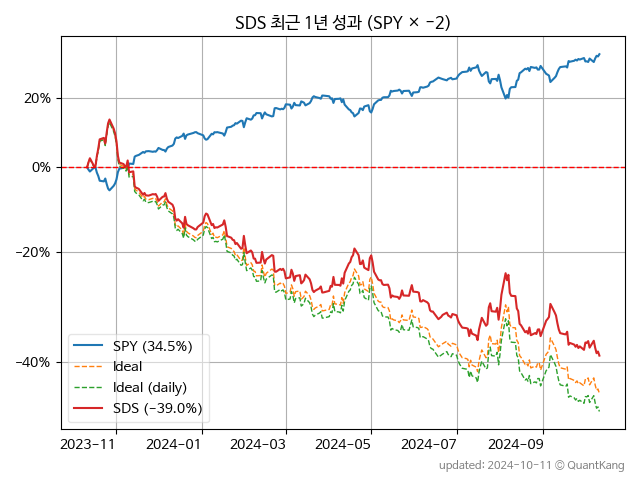 SDS 최근 1년 성과 (SPY × −2)
20%
0%
−20%
−40%
SPY (34.5%)
Ideal
Ideal (daily)
SDS (−39.0%)
2023−11
2024−01
2024−03
2024−05
2024−07
2024−09
updated: 2024-10-11 © QuantKang